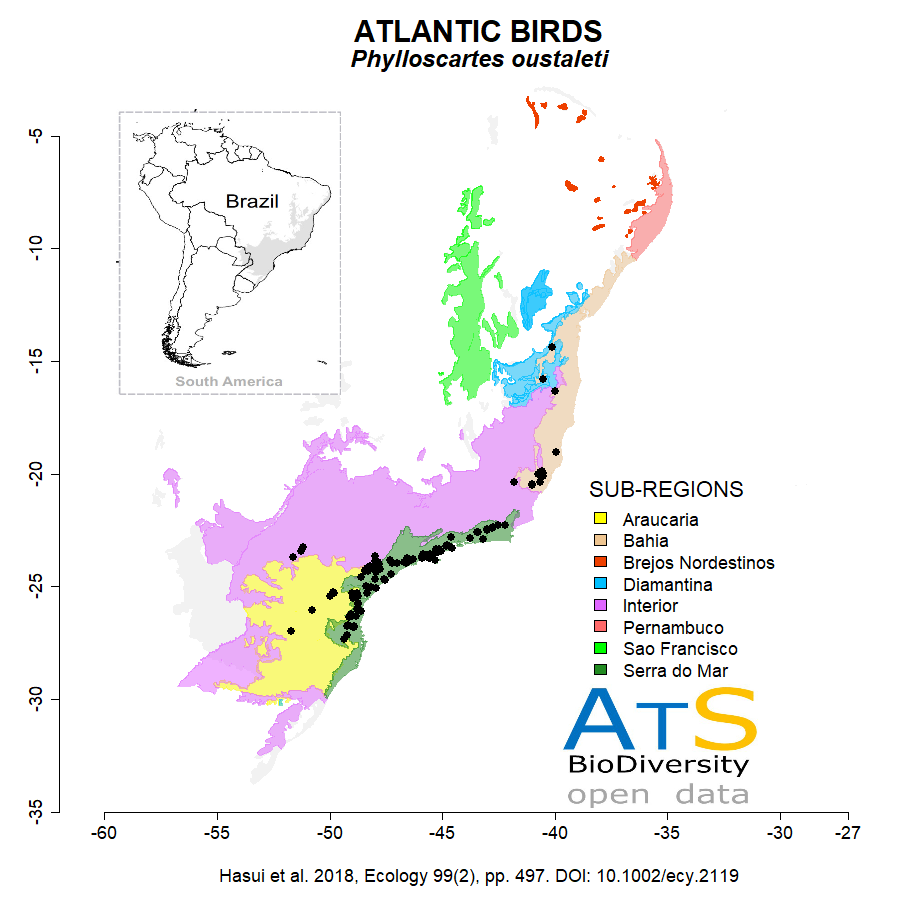 ATLANTIC BIRDS
Phylloscartes oustaleti
Brazil
South America
-5
-10
-15
-20
-25
-30
-35
SUB-REGIONS
Araucaria
Bahia
Brejos Nordestinos
Diamantina
Interior
Pernambuco
Sao Francisco
Serra do Mar
ATS
BioDiversity
open data
-60 -55 -50 -45 -40 -35 -30 -27
Hasui et al. 2018, Ecology 99(2), pp. 497. DOI: 10.1002/ecy.2119